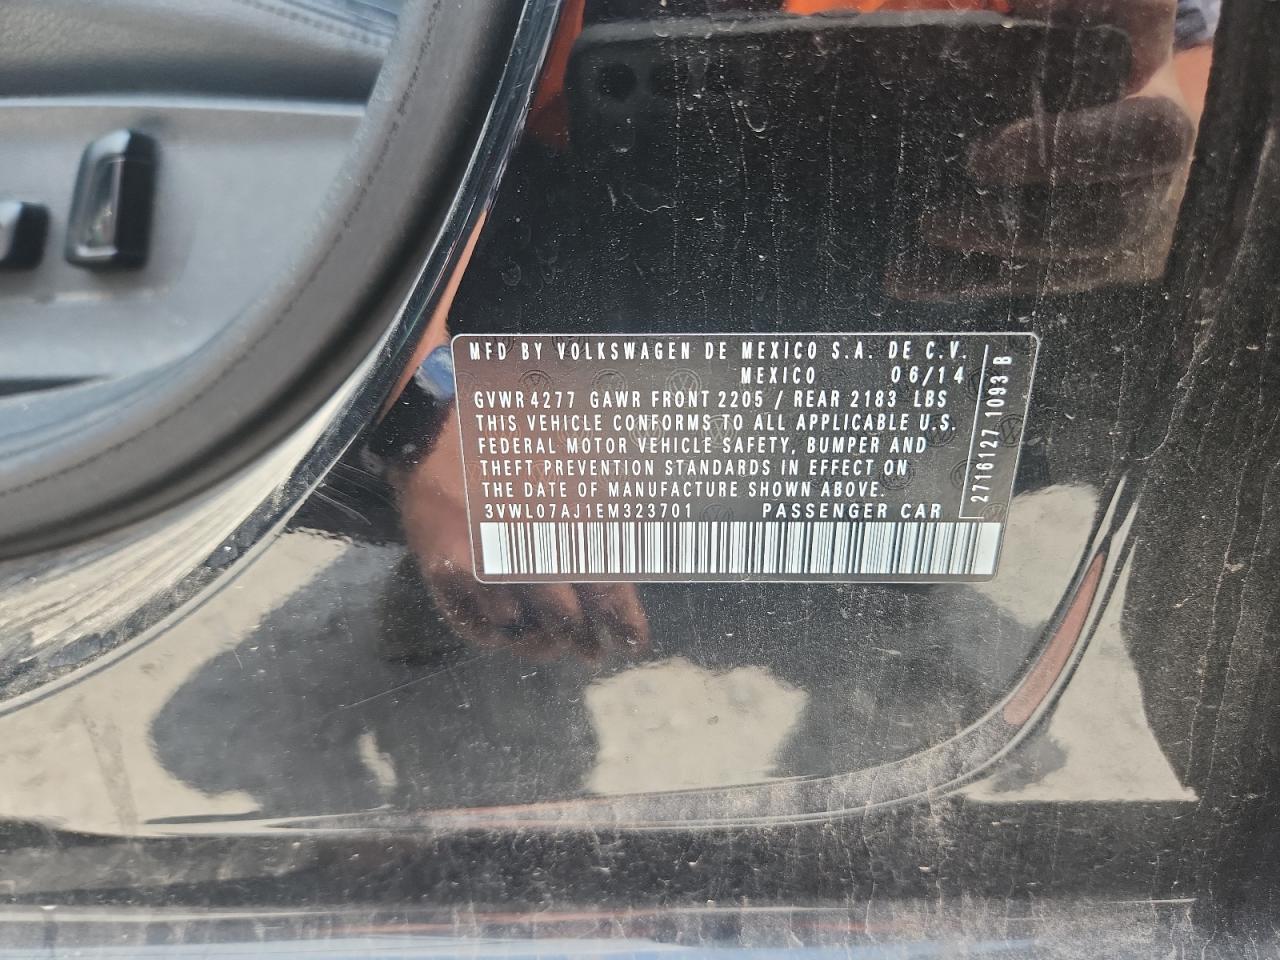 MFD BY VOLKSWAGEN DE MEXICO S.A. DE C.V.
MEXICO 06/14
GVWR 4277 GAWR FRONT 2205 / REAR 2183 LBS
THIS VEHICLE CONFORMS TO ALL APPLICABLE U.S.
FEDERAL MOTOR VEHICLE SAFETY, BUMPER AND
THEFT PREVENTION STANDARDS IN EFFECT ON
THE DATE OF MANUFACTURE SHOWN ABOVE.
3VWL07AJ1EM323701 PASSENGER CAR
2716127 1093 B